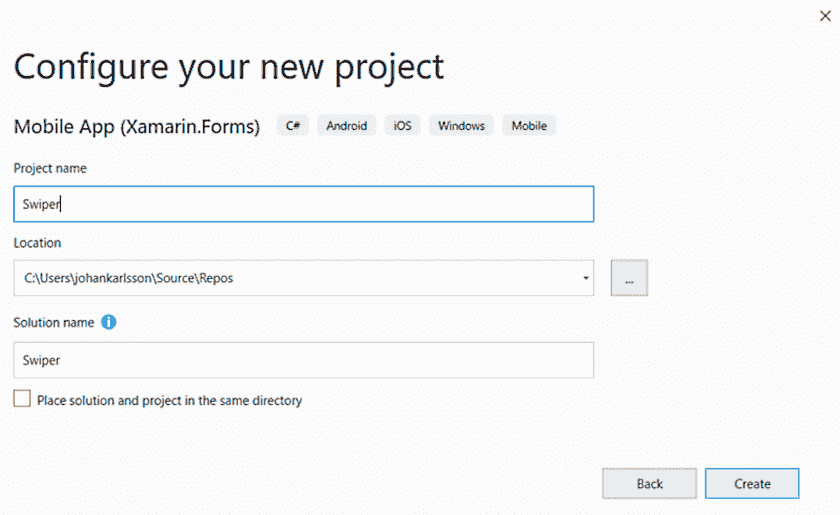 Configure your new project
Mobile App (Xamarin.Forms) C# Android iOS Windows Mobile
Project name
Swiper
Location
C:\Users\johankarlsson\Source\Repos
...
Solution name
Swiper
Place solution and project in the same directory
Back Create